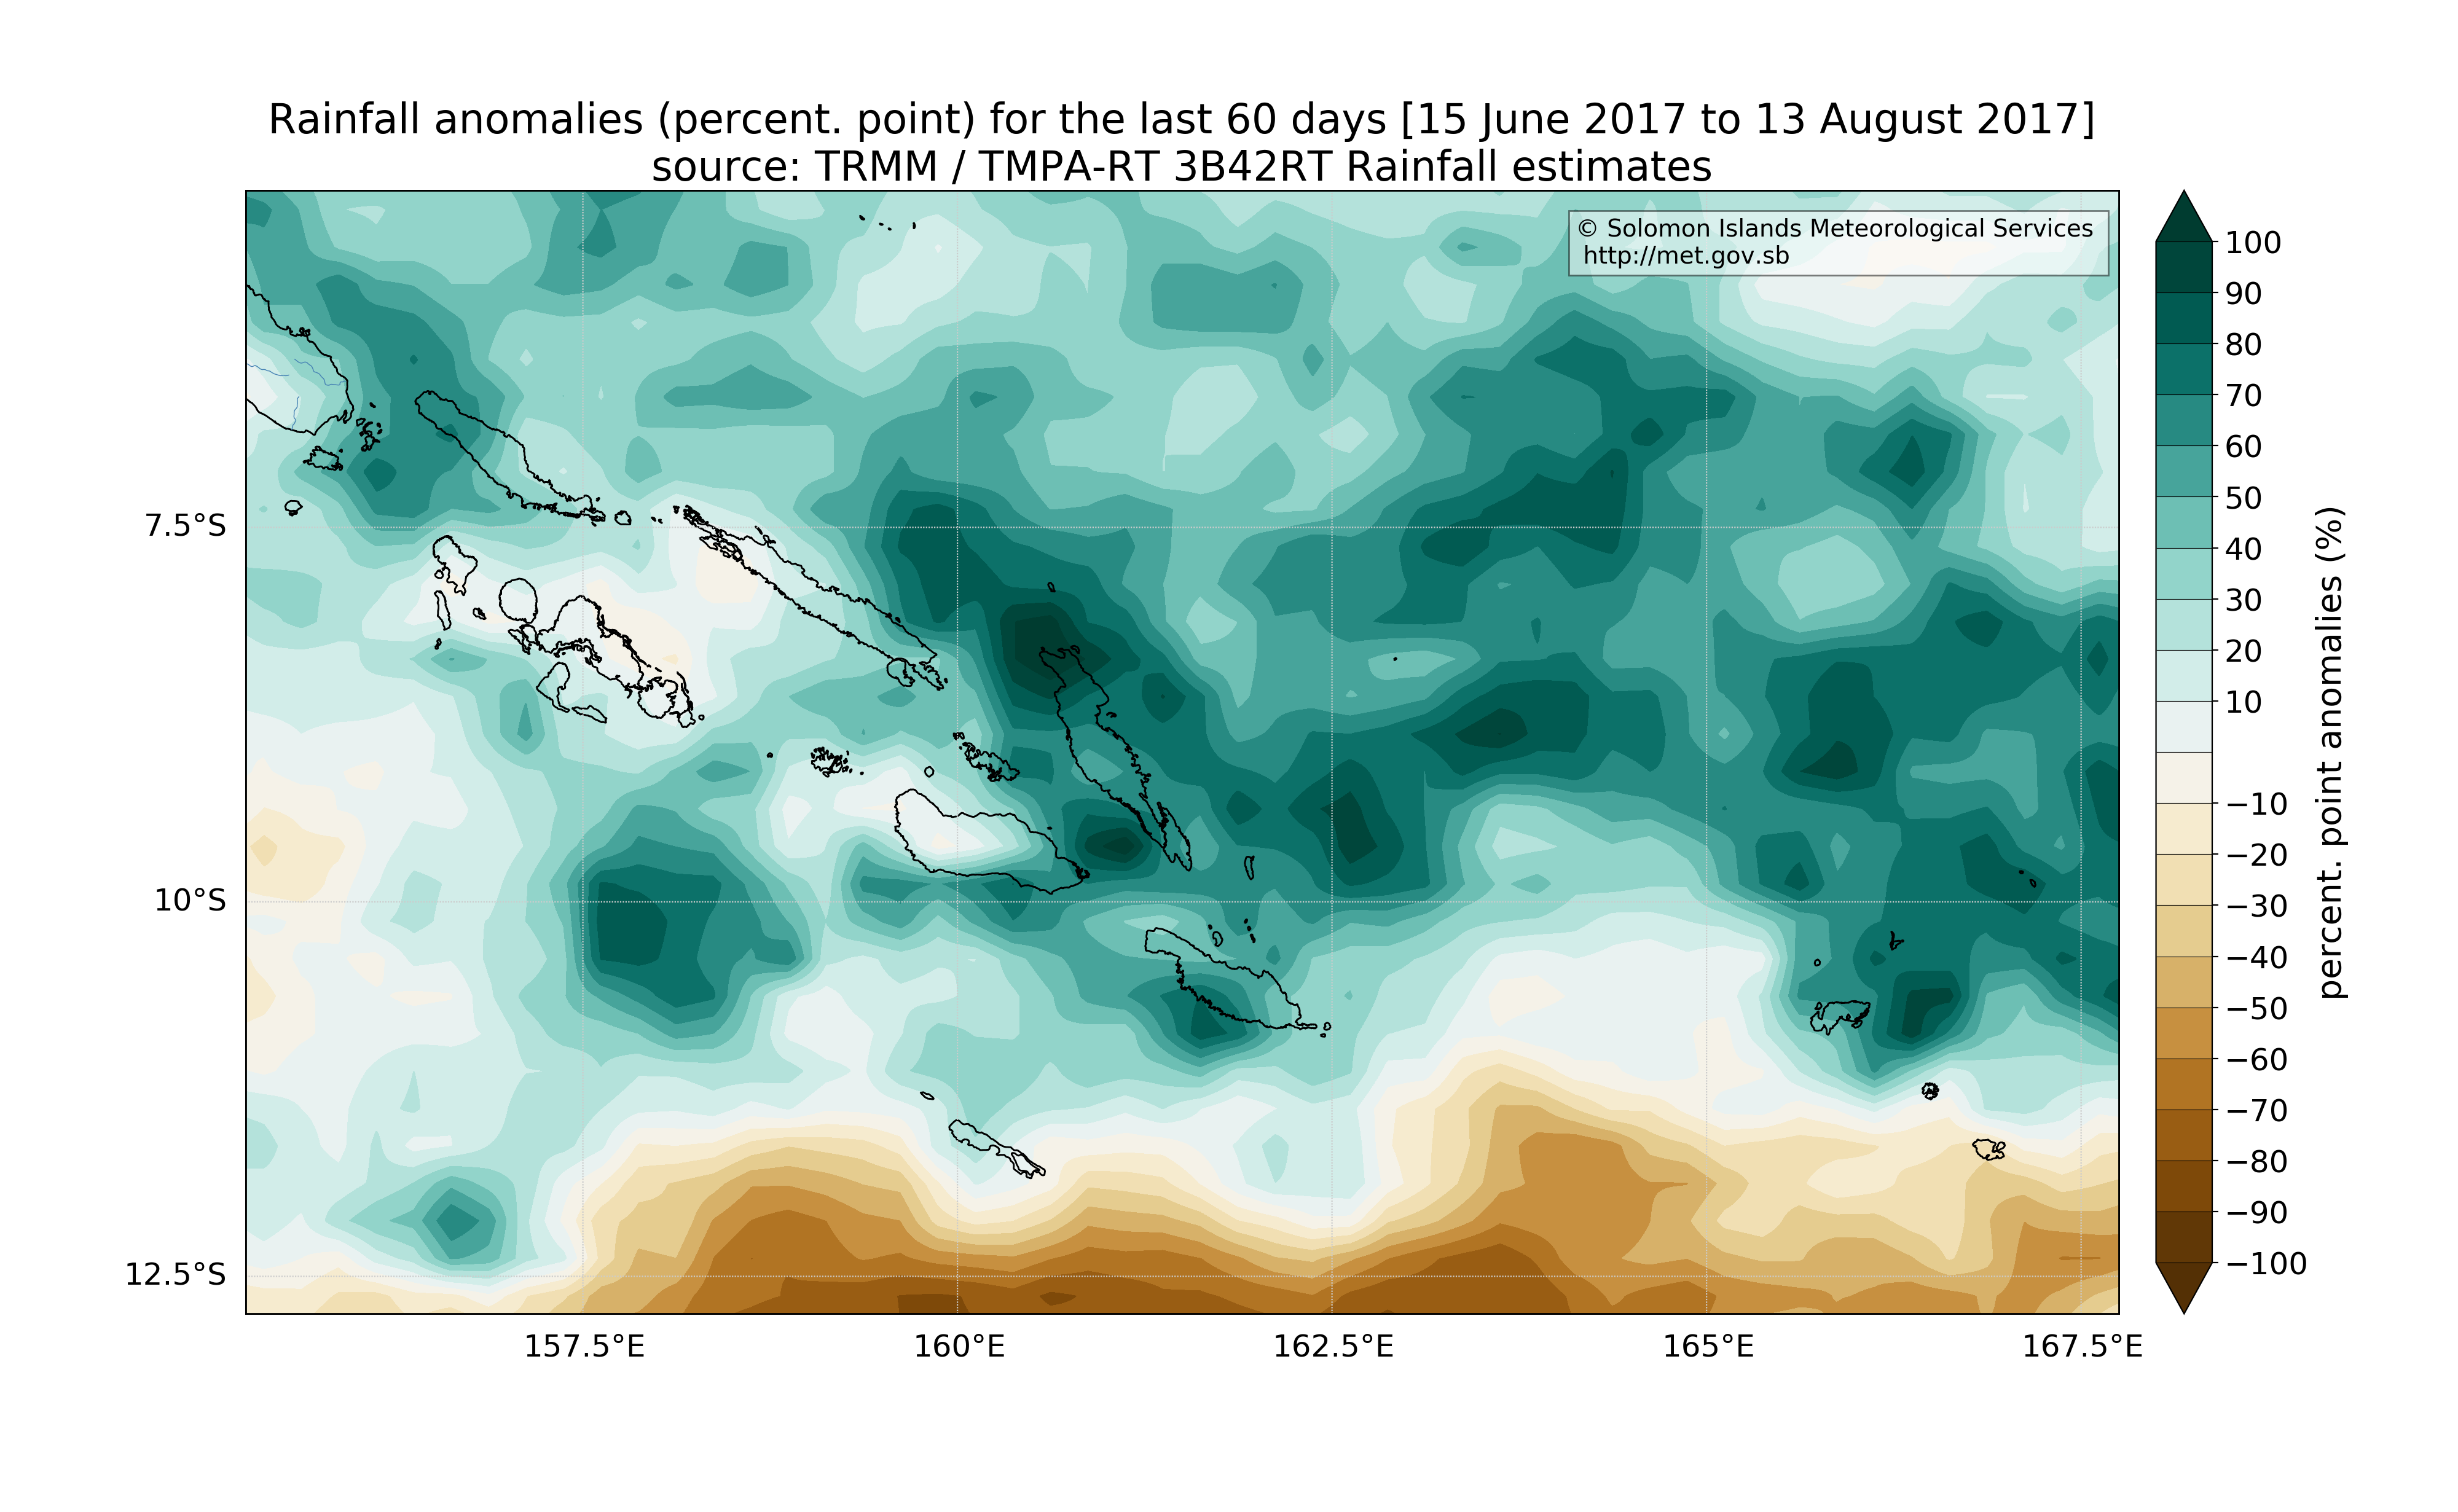 Rainfall anomalies (percent. point) for the last 60 days [15 June 2017 to 13 August 2017]
source: TRMM / TMPA-RT 3B42RT Rainfall estimates
© Solomon Islands Meteorological Services
http://met.gov.sb
7.5°S
10°S
12.5°S
157.5°E
160°E
162.5°E
165°E
167.5°E
100
90
80
70
60
50
40
30
20
10
−10
−20
−30
−40
−50
−60
−70
−80
−90
−100
percent. point anomalies (%)